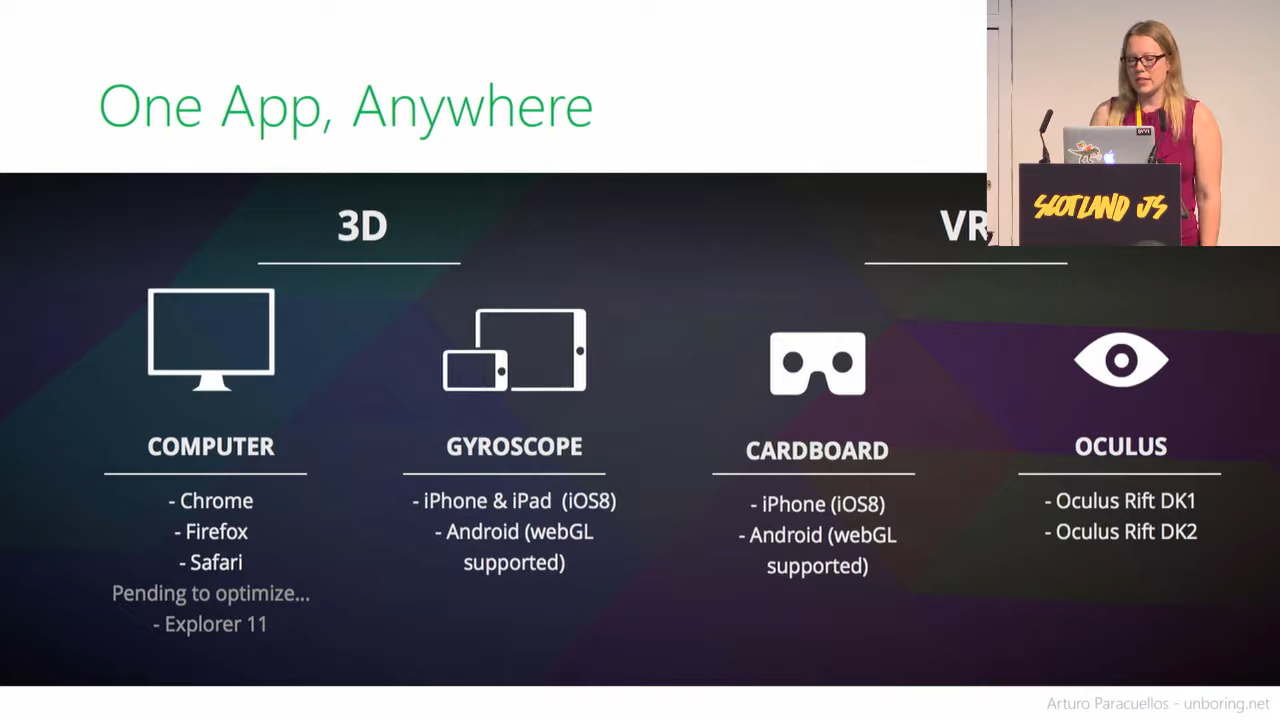 One App, Anywhere
SCOTLAND JS
3D
VR
COMPUTER
- Chrome
- Firefox
- Safari
Pending to optimize...
- Explorer 11
GYROSCOPE
- iPhone & iPad (iOS8)
- Android (webGL
supported)
CARDBOARD
- iPhone (iOS8)
- Android (webGL
supported)
OCULUS
- Oculus Rift DK1
- Oculus Rift DK2
Arturo Paracuellos - unboring.net